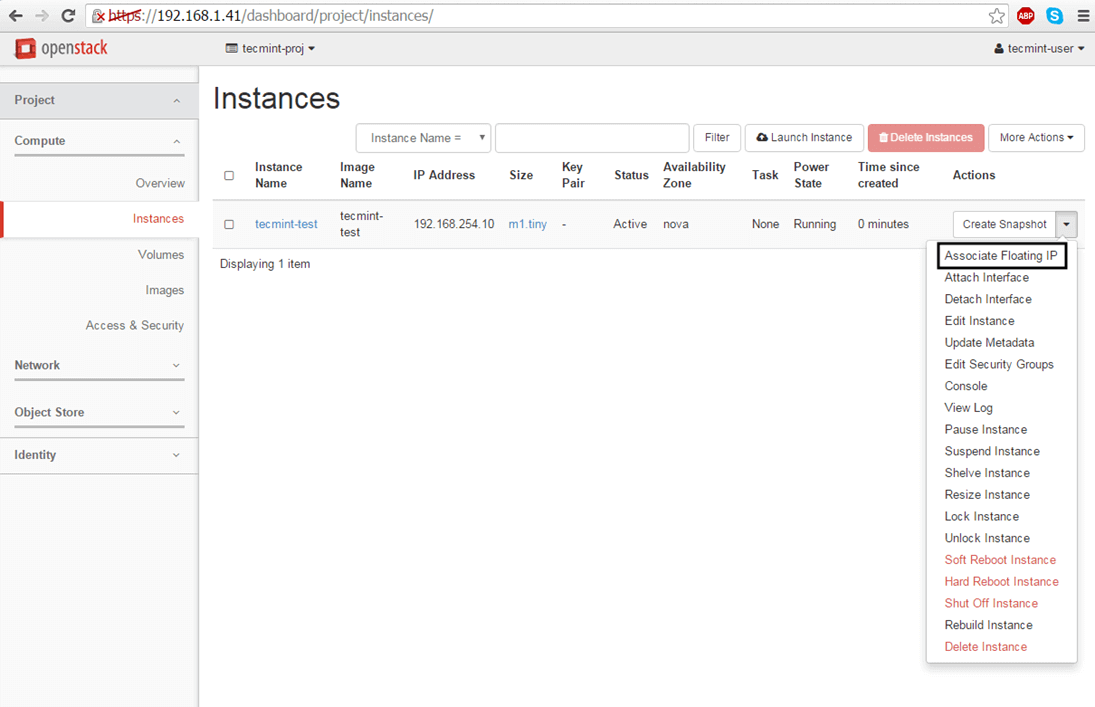 https://192.168.1.41/dashboard/project/instances/
ABP
S
openstack
tecmint-proj
tecmint-user
Project
Compute
Overview
Instances
Volumes
Images
Access & Security
Network
Object Store
Identity
Instances
Instance Name =
Filter
Launch Instance
Delete Instances
More Actions
Instance Name
Image Name
IP Address
Size
Key Pair
Status
Availability Zone
Task
Power State
Time since created
Actions
tecmint-test
tecmint-
test
192.168.254.10
m1.tiny
-
Active
nova
None
Running
0 minutes
Create Snapshot
Displaying 1 item
Associate Floating IP
Attach Interface
Detach Interface
Edit Instance
Update Metadata
Edit Security Groups
Console
View Log
Pause Instance
Suspend Instance
Shelve Instance
Resize Instance
Lock Instance
Unlock Instance
Soft Reboot Instance
Hard Reboot Instance
Shut Off Instance
Rebuild Instance
Delete Instance